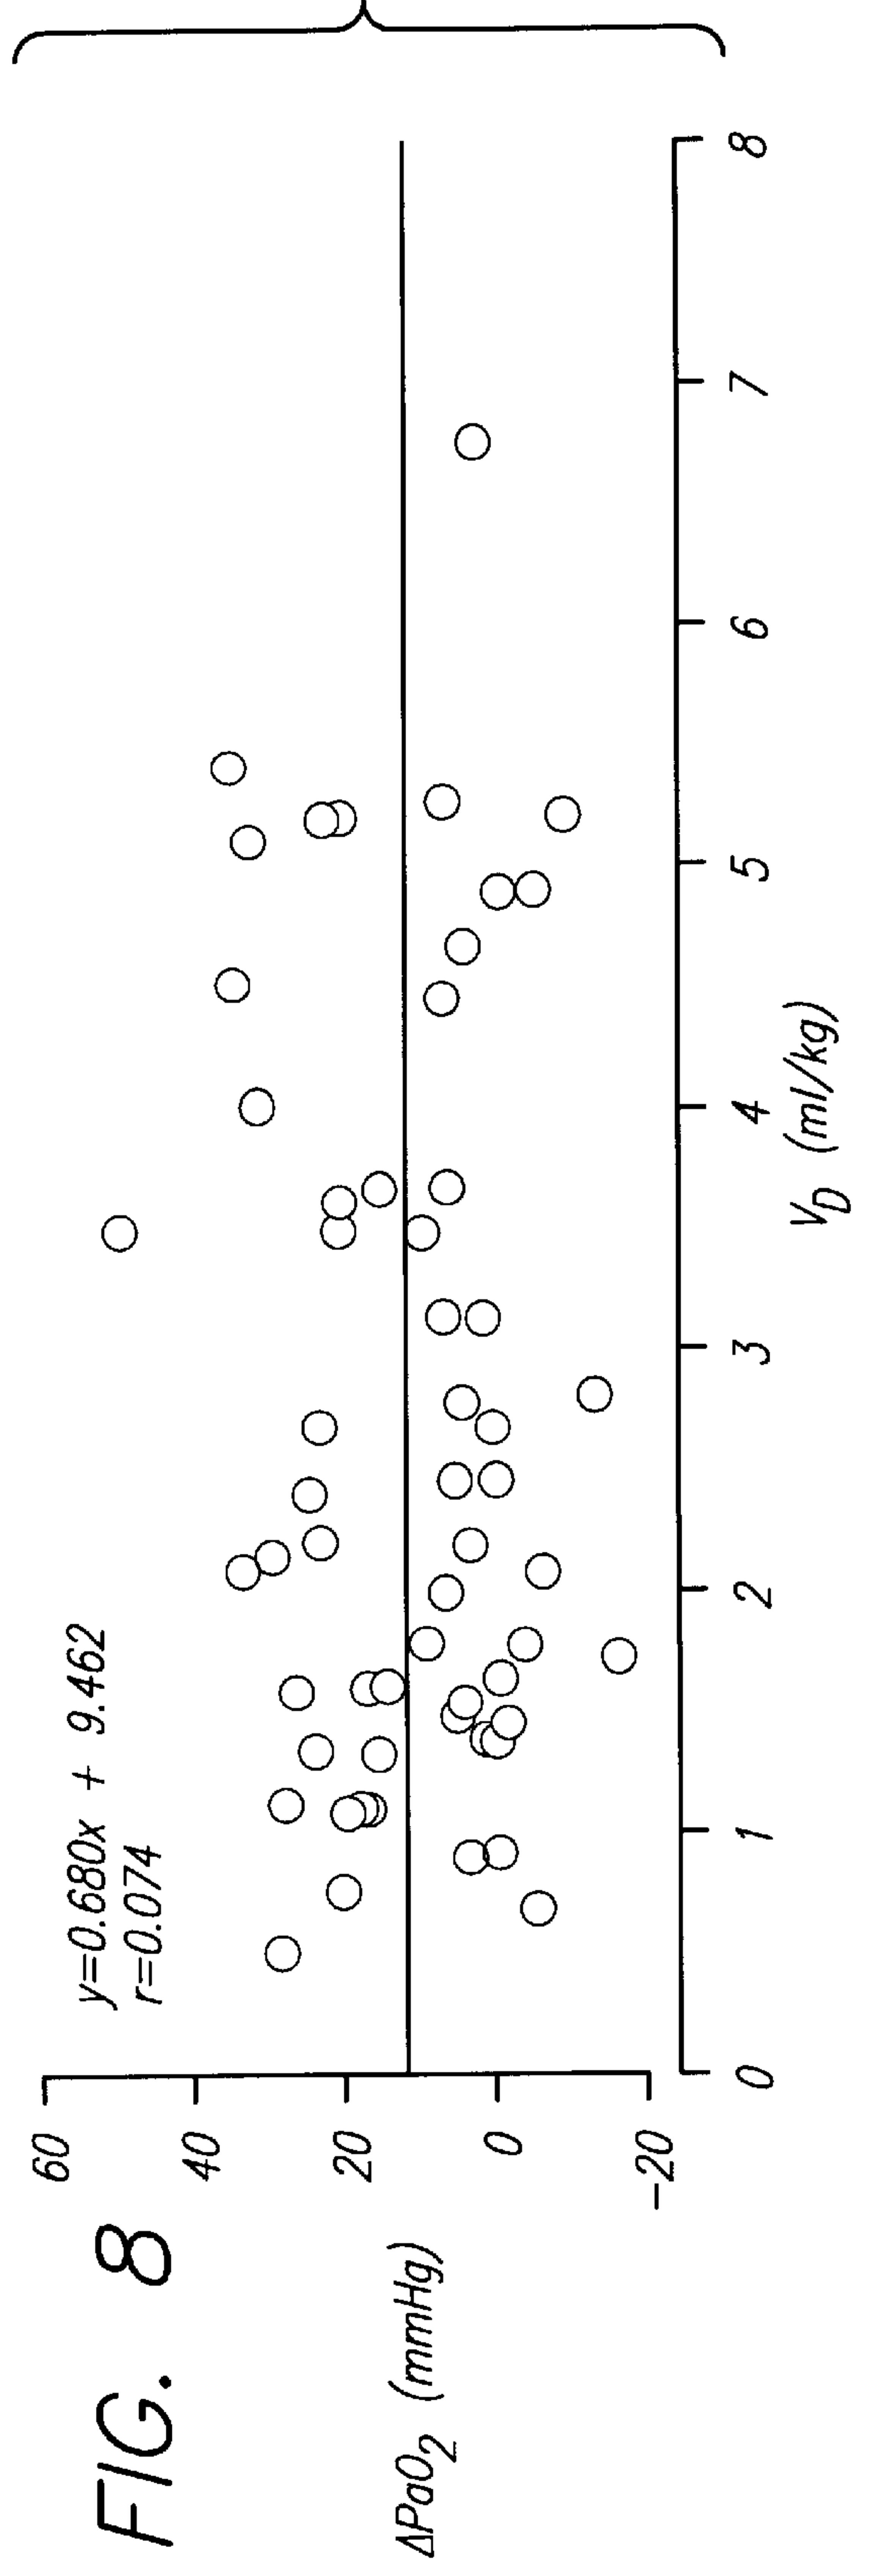 FIG. 8
y=0.680x + 9.462
r=0.074
ΔPaO2 (mmHg)
60
40
20
0
−20
0 1 2 3 4 5 6 7 8
VD (ml/kg)